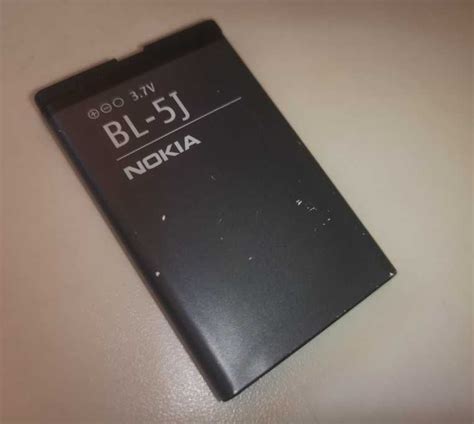 ⊕⊖○ 3.7V
BL-5J
NOKIA